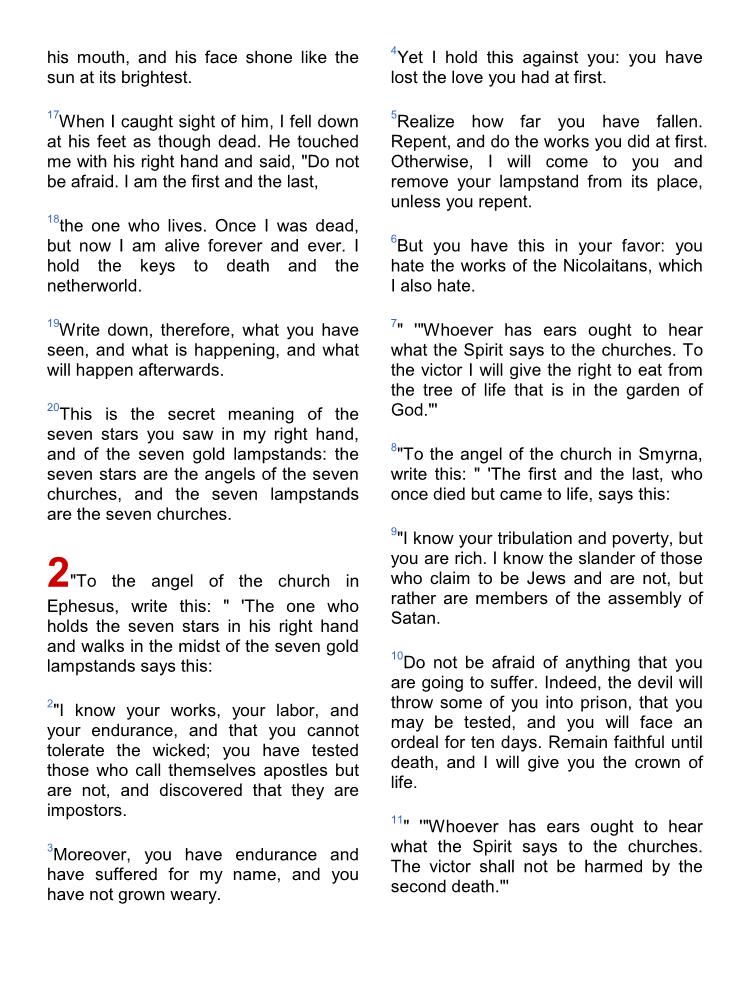 his mouth, and his face shone like the
sun at its brightest.
17When I caught sight of him, I fell down
at his feet as though dead. He touched
me with his right hand and said, "Do not
be afraid. I am the first and the last,
18the one who lives. Once I was dead,
but now I am alive forever and ever. I
hold the keys to death and the
netherworld.
19Write down, therefore, what you have
seen, and what is happening, and what
will happen afterwards.
20This is the secret meaning of the
seven stars you saw in my right hand,
and of the seven gold lampstands: the
seven stars are the angels of the seven
churches, and the seven lampstands
are the seven churches.
2"To the angel of the church in
Ephesus, write this: " 'The one who
holds the seven stars in his right hand
and walks in the midst of the seven gold
lampstands says this:
2"I know your works, your labor, and
your endurance, and that you cannot
tolerate the wicked; you have tested
those who call themselves apostles but
are not, and discovered that they are
impostors.
3Moreover, you have endurance and
have suffered for my name, and you
have not grown weary.
4Yet I hold this against you: you have
lost the love you had at first.
5Realize how far you have fallen.
Repent, and do the works you did at first.
Otherwise, I will come to you and
remove your lampstand from its place,
unless you repent.
6But you have this in your favor: you
hate the works of the Nicolaitans, which
I also hate.
7" '"Whoever has ears ought to hear
what the Spirit says to the churches. To
the victor I will give the right to eat from
the tree of life that is in the garden of
God."'
8"To the angel of the church in Smyrna,
write this: " 'The first and the last, who
once died but came to life, says this:
9"I know your tribulation and poverty, but
you are rich. I know the slander of those
who claim to be Jews and are not, but
rather are members of the assembly of
Satan.
10Do not be afraid of anything that you
are going to suffer. Indeed, the devil will
throw some of you into prison, that you
may be tested, and you will face an
ordeal for ten days. Remain faithful until
death, and I will give you the crown of
life.
11" '"Whoever has ears ought to hear
what the Spirit says to the churches.
The victor shall not be harmed by the
second death."'